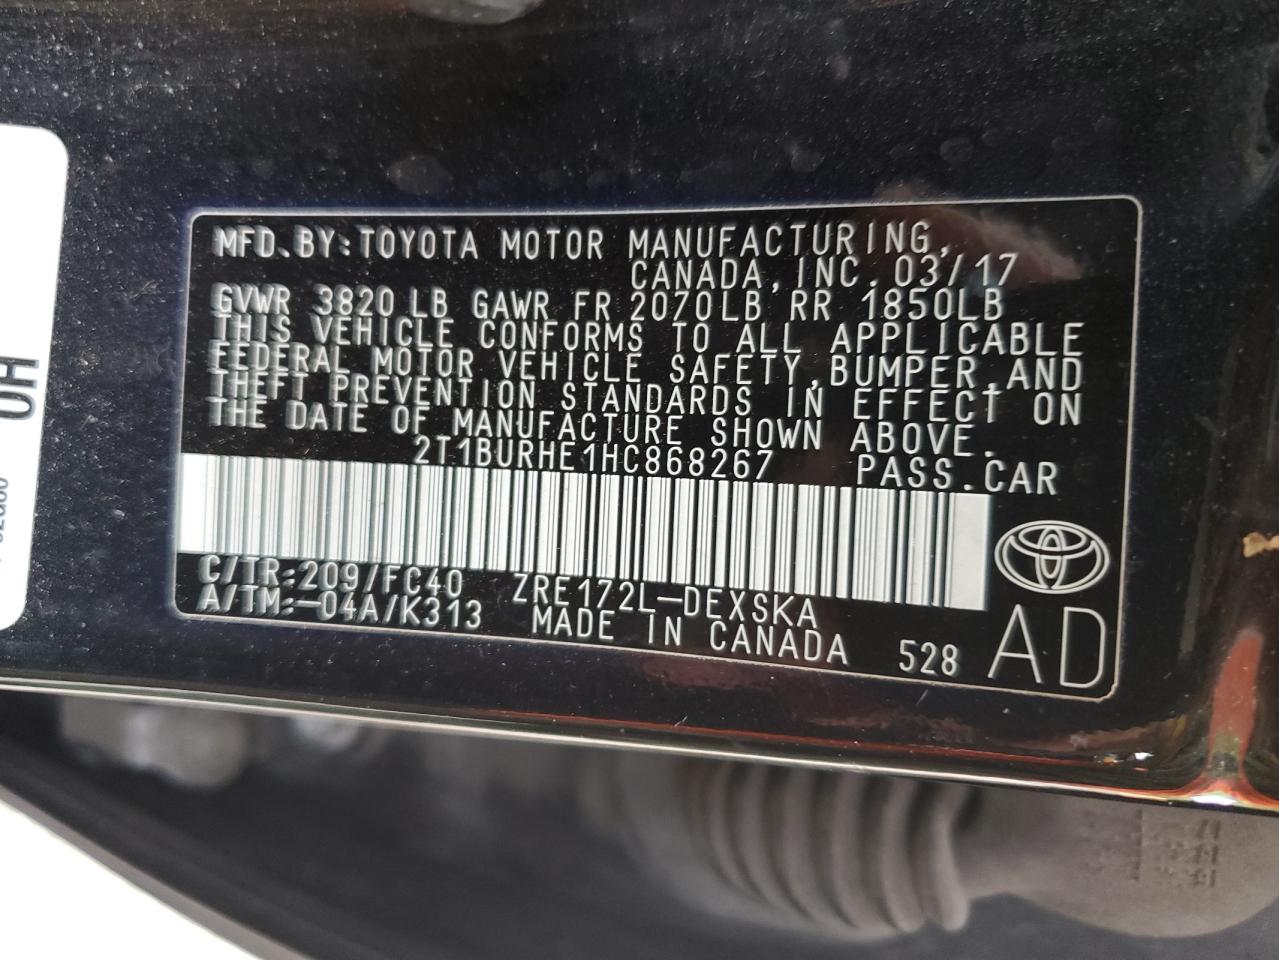 MFD. BY: TOYOTA MOTOR MANUFACTURING,
CANADA, INC. 03/17
GVWR 3820 LB GAWR FR 2070LB RR 1850LB
THIS VEHICLE CONFORMS TO ALL APPLICABLE
FEDERAL MOTOR VEHICLE SAFETY, BUMPER, AND
THEFT PREVENTION STANDARDS IN EFFECT ON
THE DATE OF MANUFACTURE SHOWN ABOVE.
2T1BURHE1HC868267 PASS. CAR
C/TR: 209/FC40 ZRE172L-DEXSKA
A/TM: -04A/K313 MADE IN CANADA 528 AD